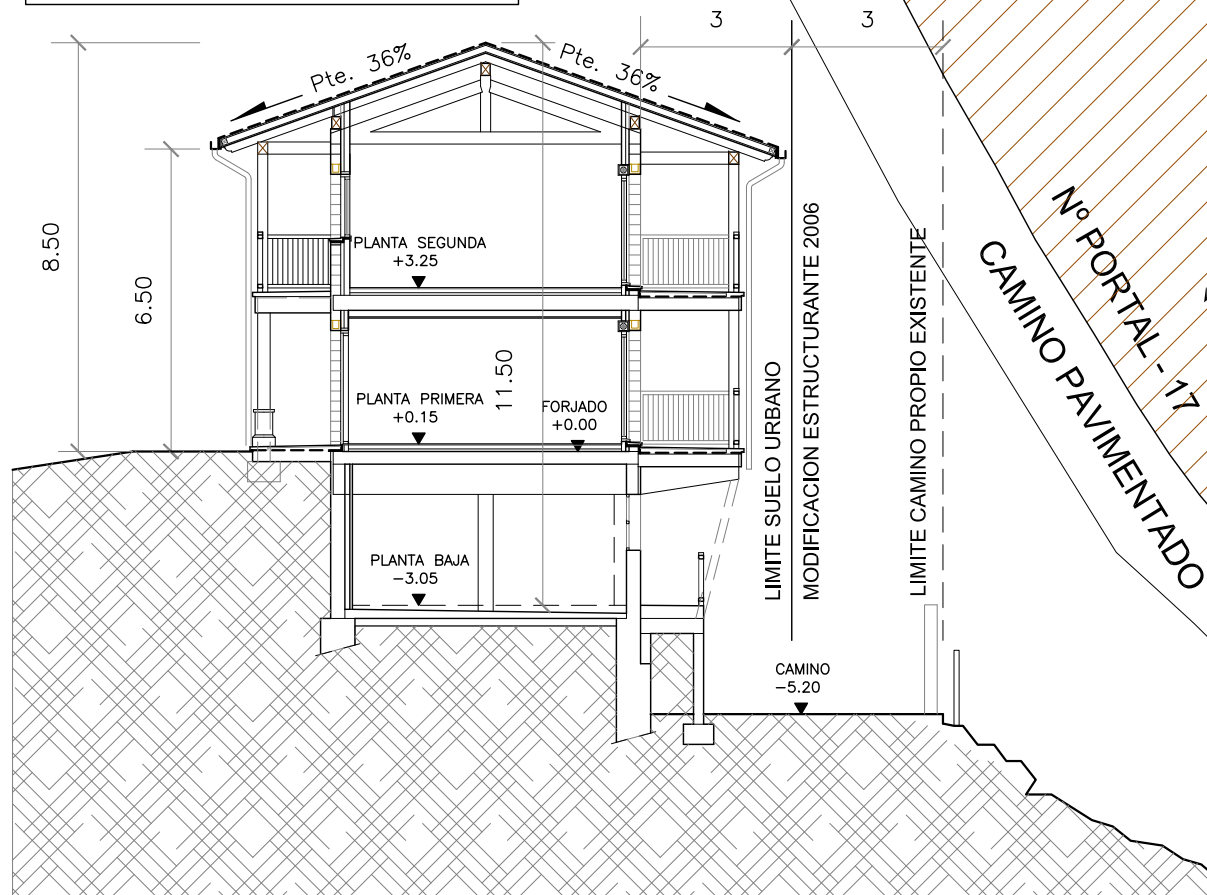 3
3
Pte. 36%
Pte. 36%
8.50
6.50
PLANTA SEGUNDA
+3.25
11.50
PLANTA PRIMERA
+0.15
FORJADO
+0.00
PLANTA BAJA
-3.05
LIMITE SUELO URBANO
MODIFICACION ESTRUCTURANTE 2006
LIMITE CAMINO PROPIO EXISTENTE
CAMINO
-5.20
Nº PORTAL - 17
CAMINO PAVIMENTADO